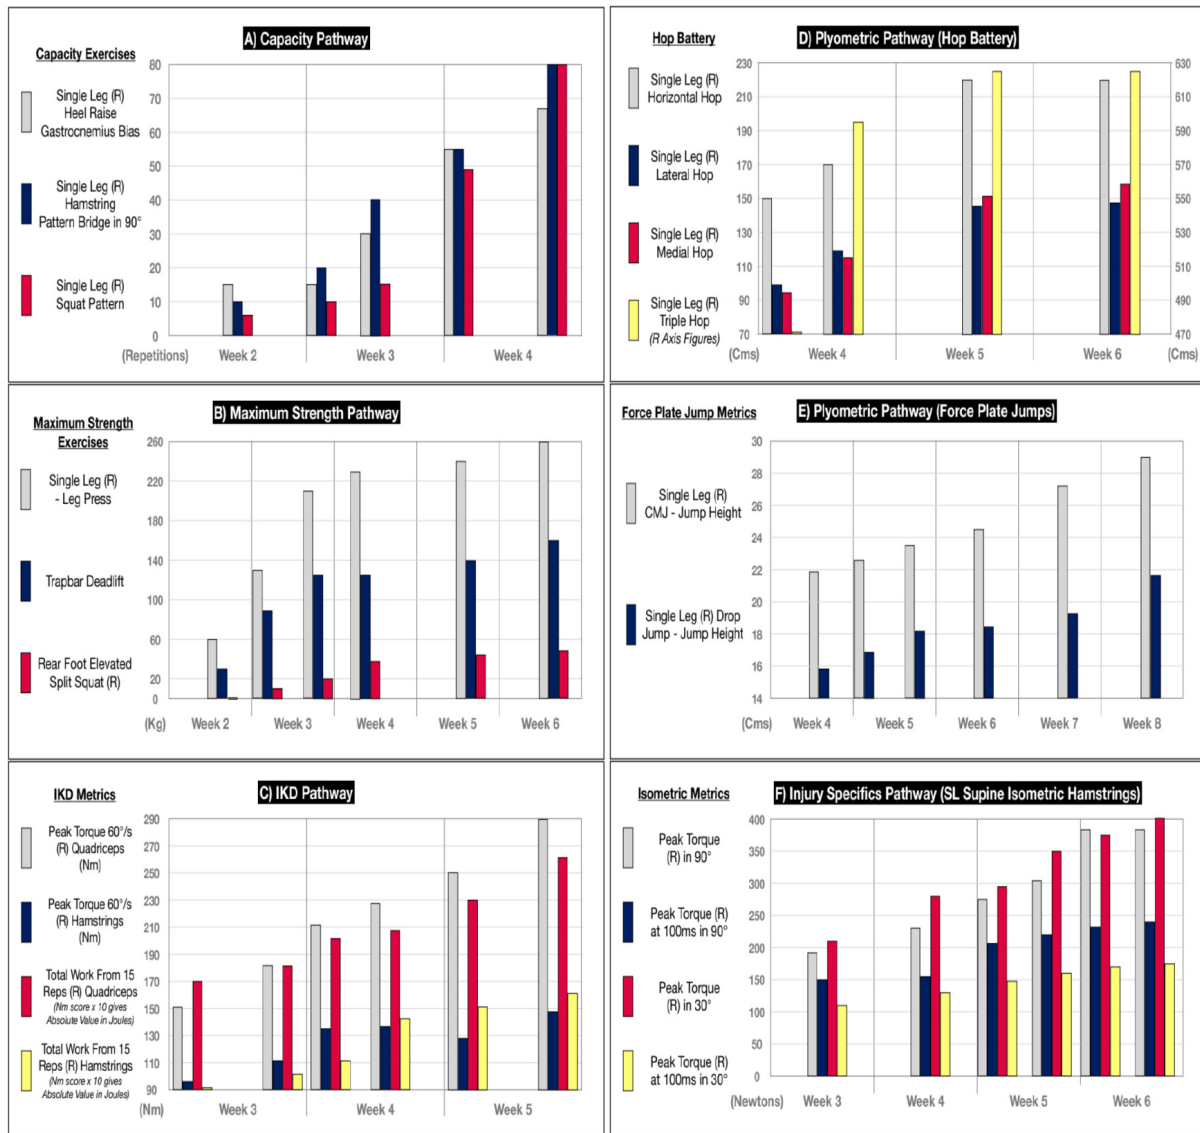 A) Capacity Pathway
Capacity Exercises
Single Leg (R)
Heel Raise
Gastrocnemius Bias
Single Leg (R)
Hamstring
Pattern Bridge in 90°
Single Leg (R)
Squat Pattern
80
70
60
50
40
30
20
10
0
(Repetitions) Week 2 Week 3 Week 4
D) Plyometric Pathway (Hop Battery)
Hop Battery
Single Leg (R)
Horizontal Hop
Single Leg (R)
Lateral Hop
Single Leg (R)
Medial Hop
Single Leg (R)
Triple Hop
(R Axis Figures)
230 630
210 610
190 590
170 570
150 550
130 530
110 510
90 490
70 470
(Cms) Week 4 Week 5 Week 6 (Cms)
B) Maximum Strength Pathway
Maximum Strength
Exercises
Single Leg (R)
- Leg Press
Trapbar Deadlift
Rear Foot Elevated
Split Squat (R)
260
220
180
140
100
60
20
0
(Kg) Week 2 Week 3 Week 4 Week 5 Week 6
E) Plyometric Pathway (Force Plate Jumps)
Force Plate Jump Metrics
Single Leg (R)
CMJ - Jump Height
Single Leg (R) Drop
Jump - Jump Height
30
28
26
24
22
20
18
16
14
(Cms) Week 4 Week 5 Week 6 Week 7 Week 8
C) IKD Pathway
IKD Metrics
Peak Torque 60°/s
(R) Quadriceps
(Nm)
Peak Torque 60°/s
(R) Hamstrings
(Nm)
Total Work From 15
Reps (R) Quadriceps
(Nm score x 10 gives
Absolute Value in Joules)
Total Work From 15
Reps (R) Hamstrings
(Nm score x 10 gives
Absolute Value in Joules)
290
270
250
230
210
190
170
150
130
110
90
(Nm) Week 3 Week 4 Week 5
F) Injury Specifics Pathway (SL Supine Isometric Hamstrings)
Isometric Metrics
Peak Torque
(R) in 90°
Peak Torque (R)
at 100ms in 90°
Peak Torque
(R) in 30°
Peak Torque (R)
at 100ms in 30°
400
350
300
250
200
150
100
50
0
(Newtons) Week 3 Week 4 Week 5 Week 6